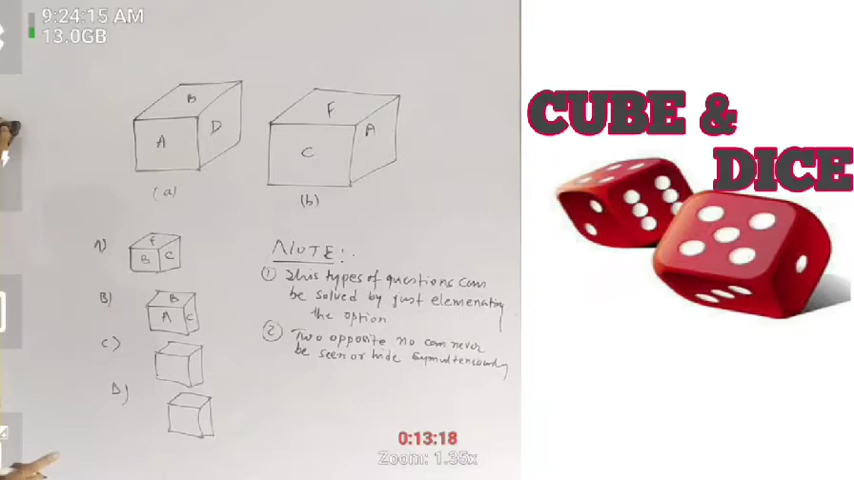 9:24:15 AM
13.0GB
CUBE &
DICE
B
A
D
(a)
F
C
A
(b)
F
B
C
B)
B
A
C
C)
D)
NOTE:-
① This types of questions can
be solved by just elemenating
the option
② Two opposite no can never
be seen or hide symultencously
0:13:18
Zoom: 1.35x